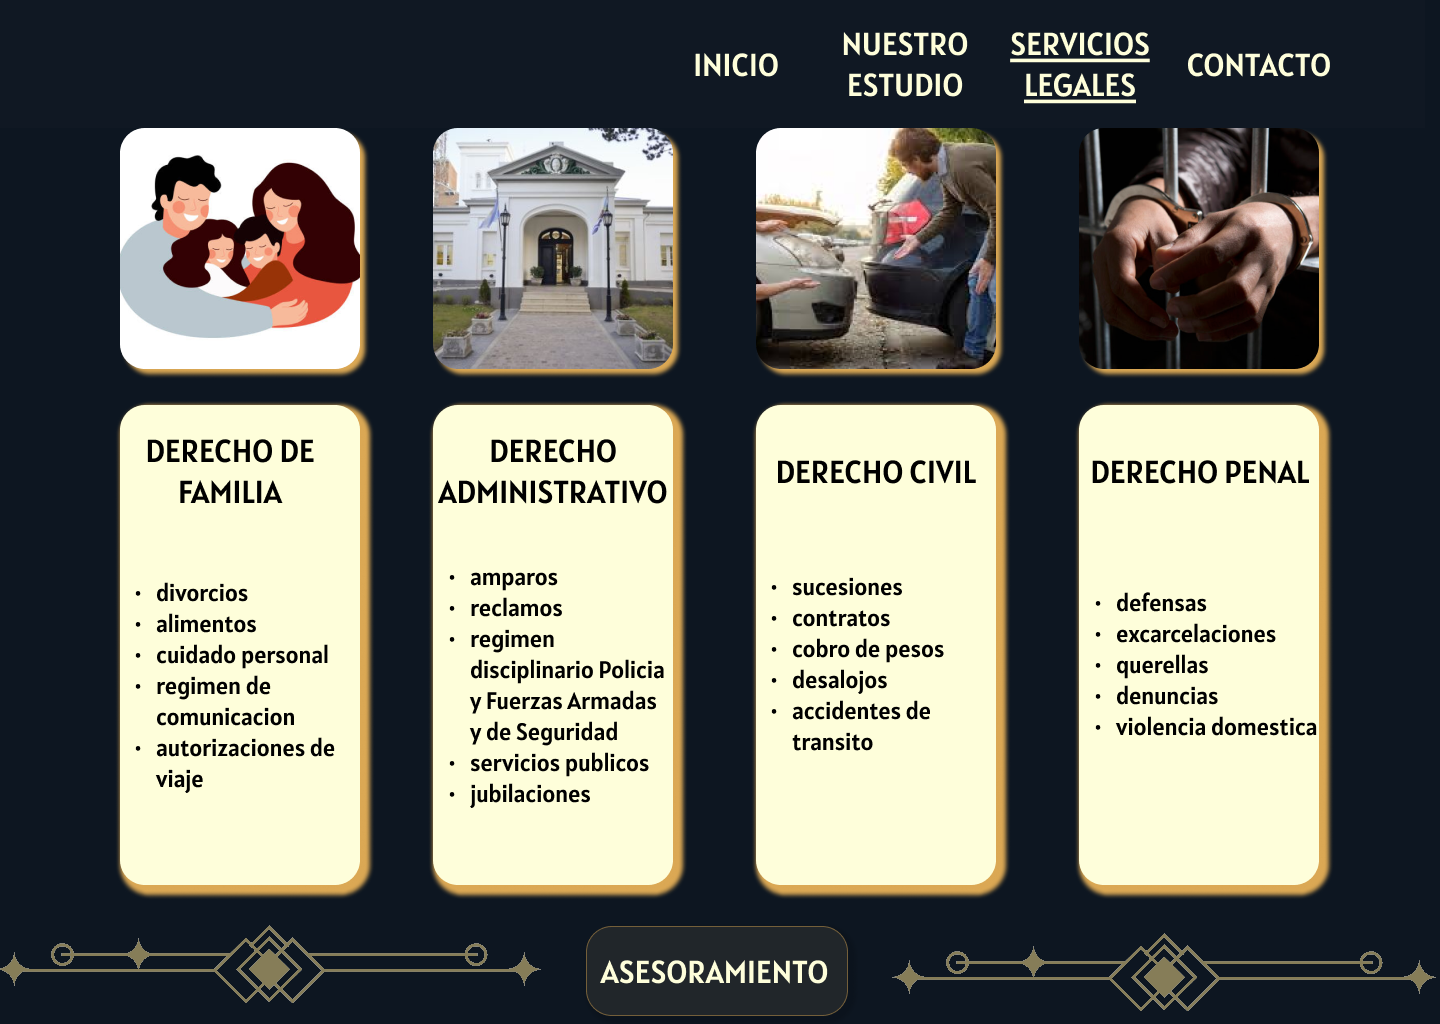 INICIO
NUESTRO
ESTUDIO
SERVICIOS
LEGALES
CONTACTO
DERECHO DE
FAMILIA
• divorcios
• alimentos
• cuidado personal
• regimen de
comunicacion
• autorizaciones de
viaje
DERECHO
ADMINISTRATIVO
• amparos
• reclamos
• regimen
disciplinario Policia
y Fuerzas Armadas
y de Seguridad
• servicios publicos
• jubilaciones
DERECHO CIVIL
• sucesiones
• contratos
• cobro de pesos
• desalojos
• accidentes de
transito
DERECHO PENAL
• defensas
• excarcelaciones
• querellas
• denuncias
• violencia domestica
ASESORAMIENTO